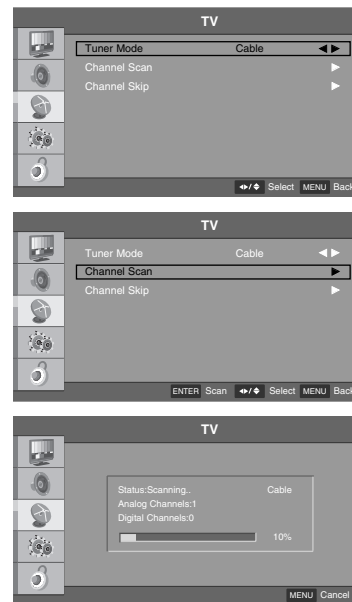 TV
Tuner Mode Cable
Channel Scan
Channel Skip
Select MENU Back
TV
Tuner Mode Cable
Channel Scan
Channel Skip
ENTER Scan Select MENU Back
TV
Status:Scanning.. Cable
Analog Channels:1
Digital Channels:0
10%
MENU Cancel